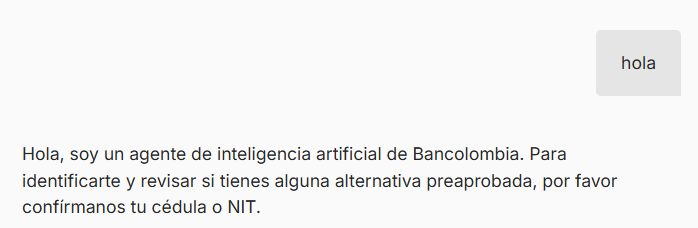 hola
Hola, soy un agente de inteligencia artificial de Bancolombia. Para
identificarte y revisar si tienes alguna alternativa preaprobada, por favor
confírmanos tu cédula o NIT.